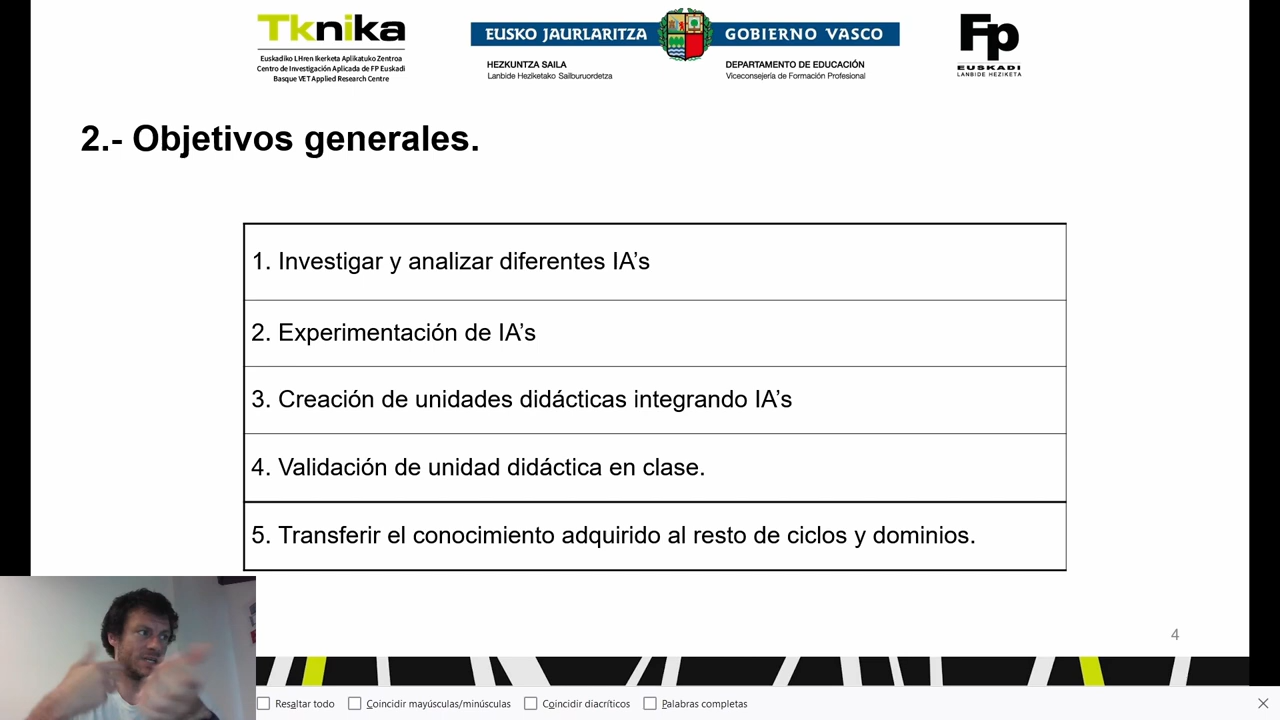 Tknika
Euskadiko LHren Ikerketa Aplikatuko Zentroa
Centro de Investigación Aplicada de FP Euskadi
Basque VET Applied Research Centre
EUSKO JAURLARITZA
GOBIERNO VASCO
HEZKUNTZA SAILA
Lanbide Heziketako Sailburuordetza
DEPARTAMENTO DE EDUCACIÓN
Viceconsejería de Formación Profesional
Fp
EUSKADI
LANBIDE HEZIKETA
2.- Objetivos generales.
1. Investigar y analizar diferentes IA’s
2. Experimentación de IA’s
3. Creación de unidades didácticas integrando IA’s
4. Validación de unidad didáctica en clase.
5. Transferir el conocimiento adquirido al resto de ciclos y dominios.
4
Resaltar todo
Coincidir mayúsculas/minúsculas
Coincidir diacríticos
Palabras completas